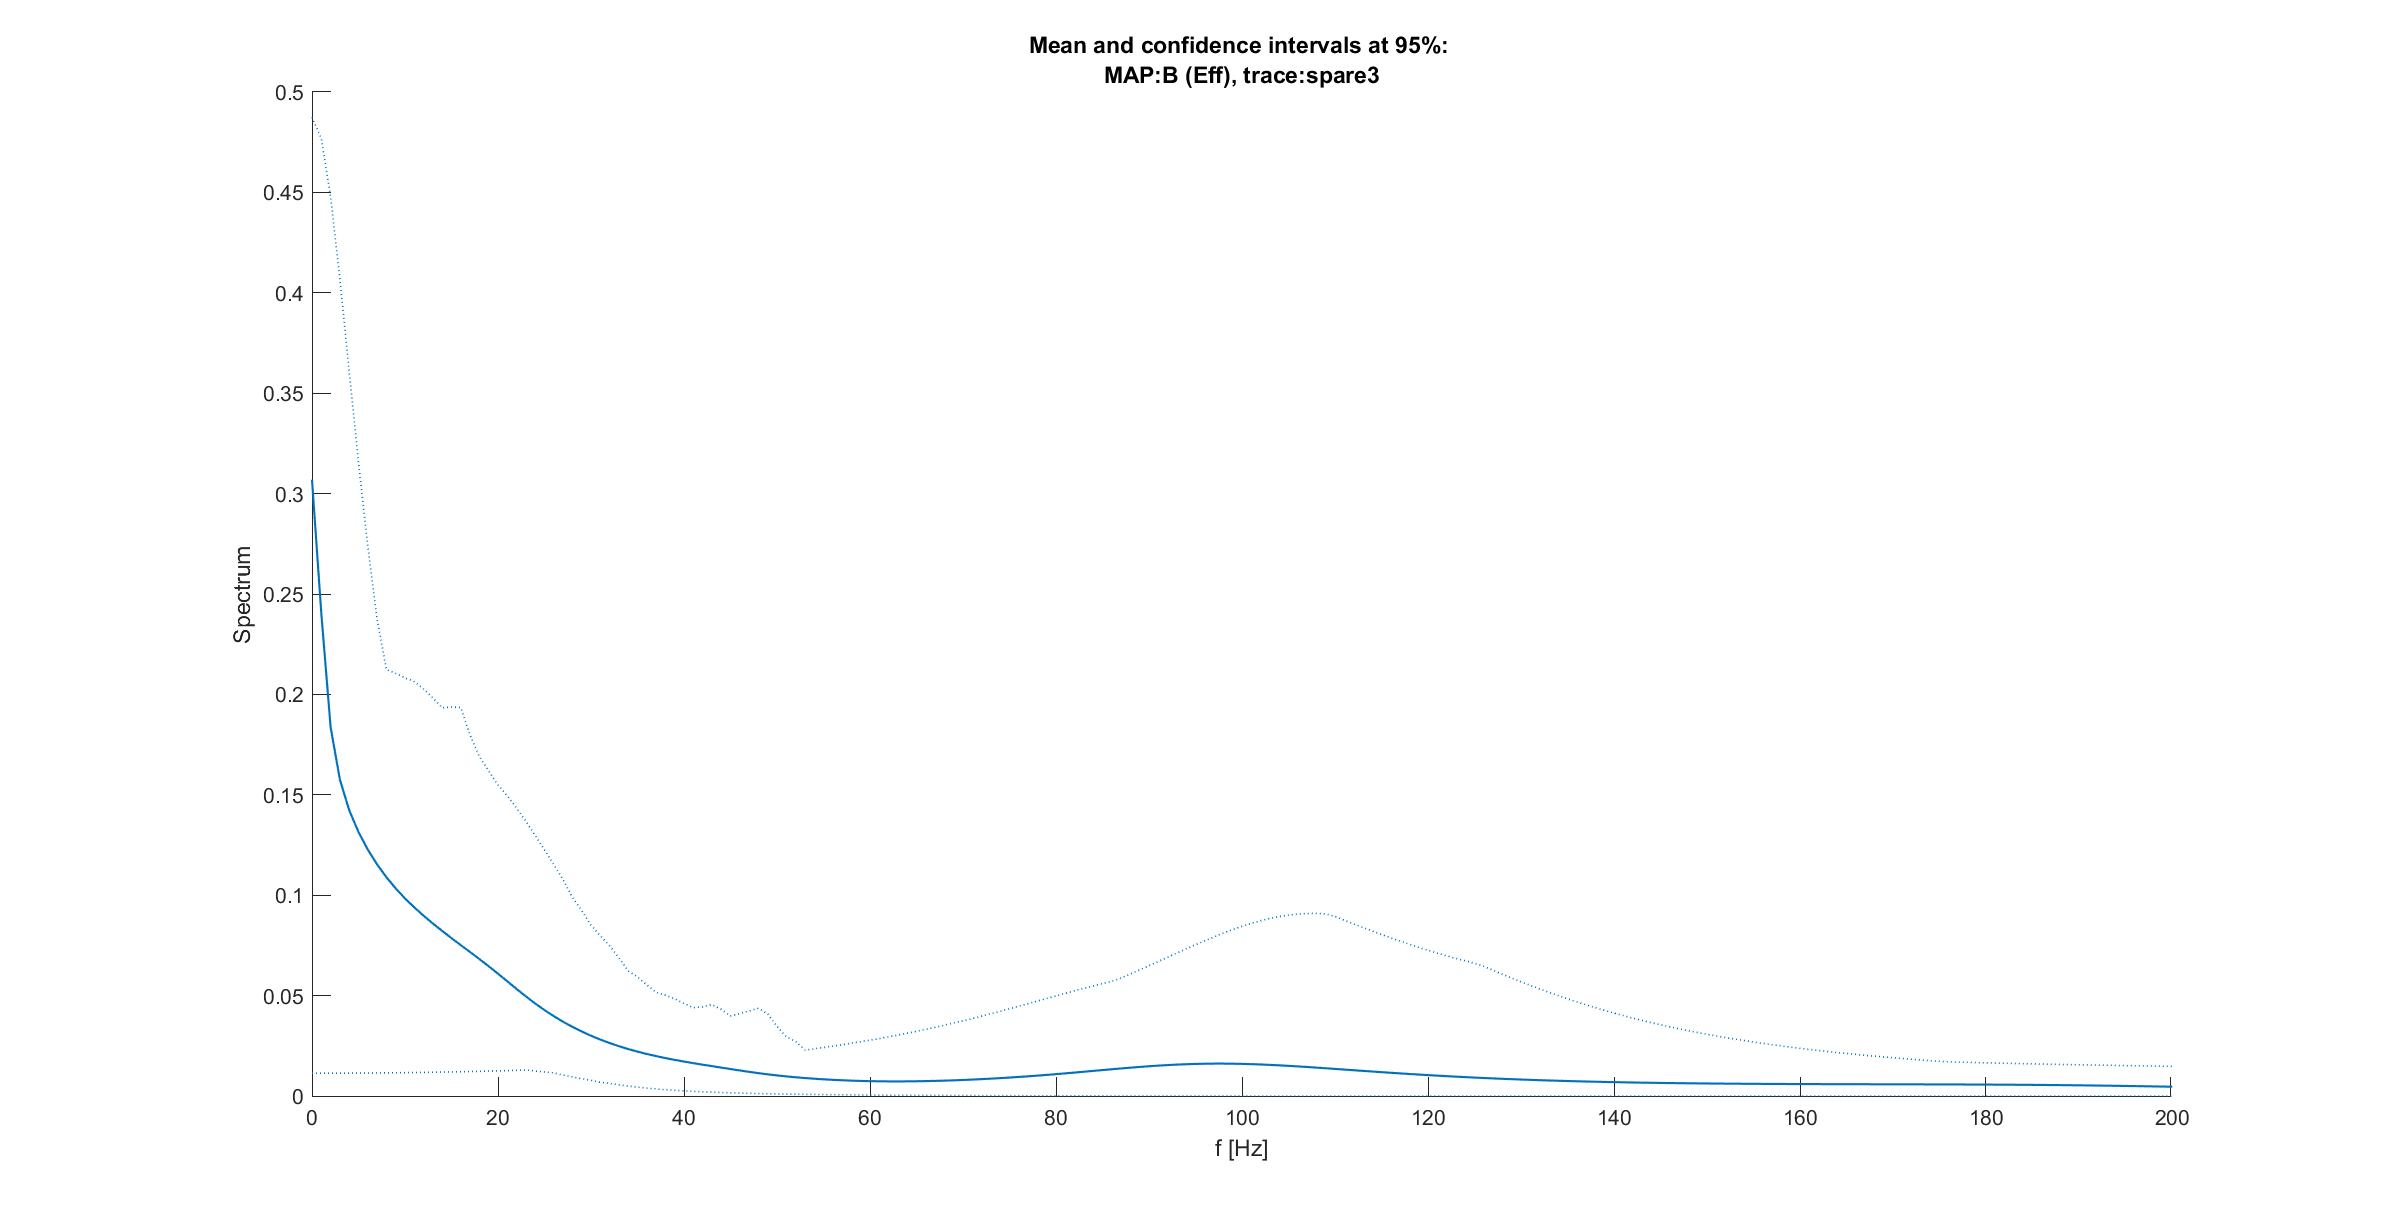 Mean and confidence intervals at 95%:
MAP:B (Eff), trace:spare3
0.5
0.45
0.4
0.35
0.3
0.25
0.2
0.15
0.1
0.05
0
Spectrum
0 20 40 60 80 100 120 140 160 180 200
f [Hz]